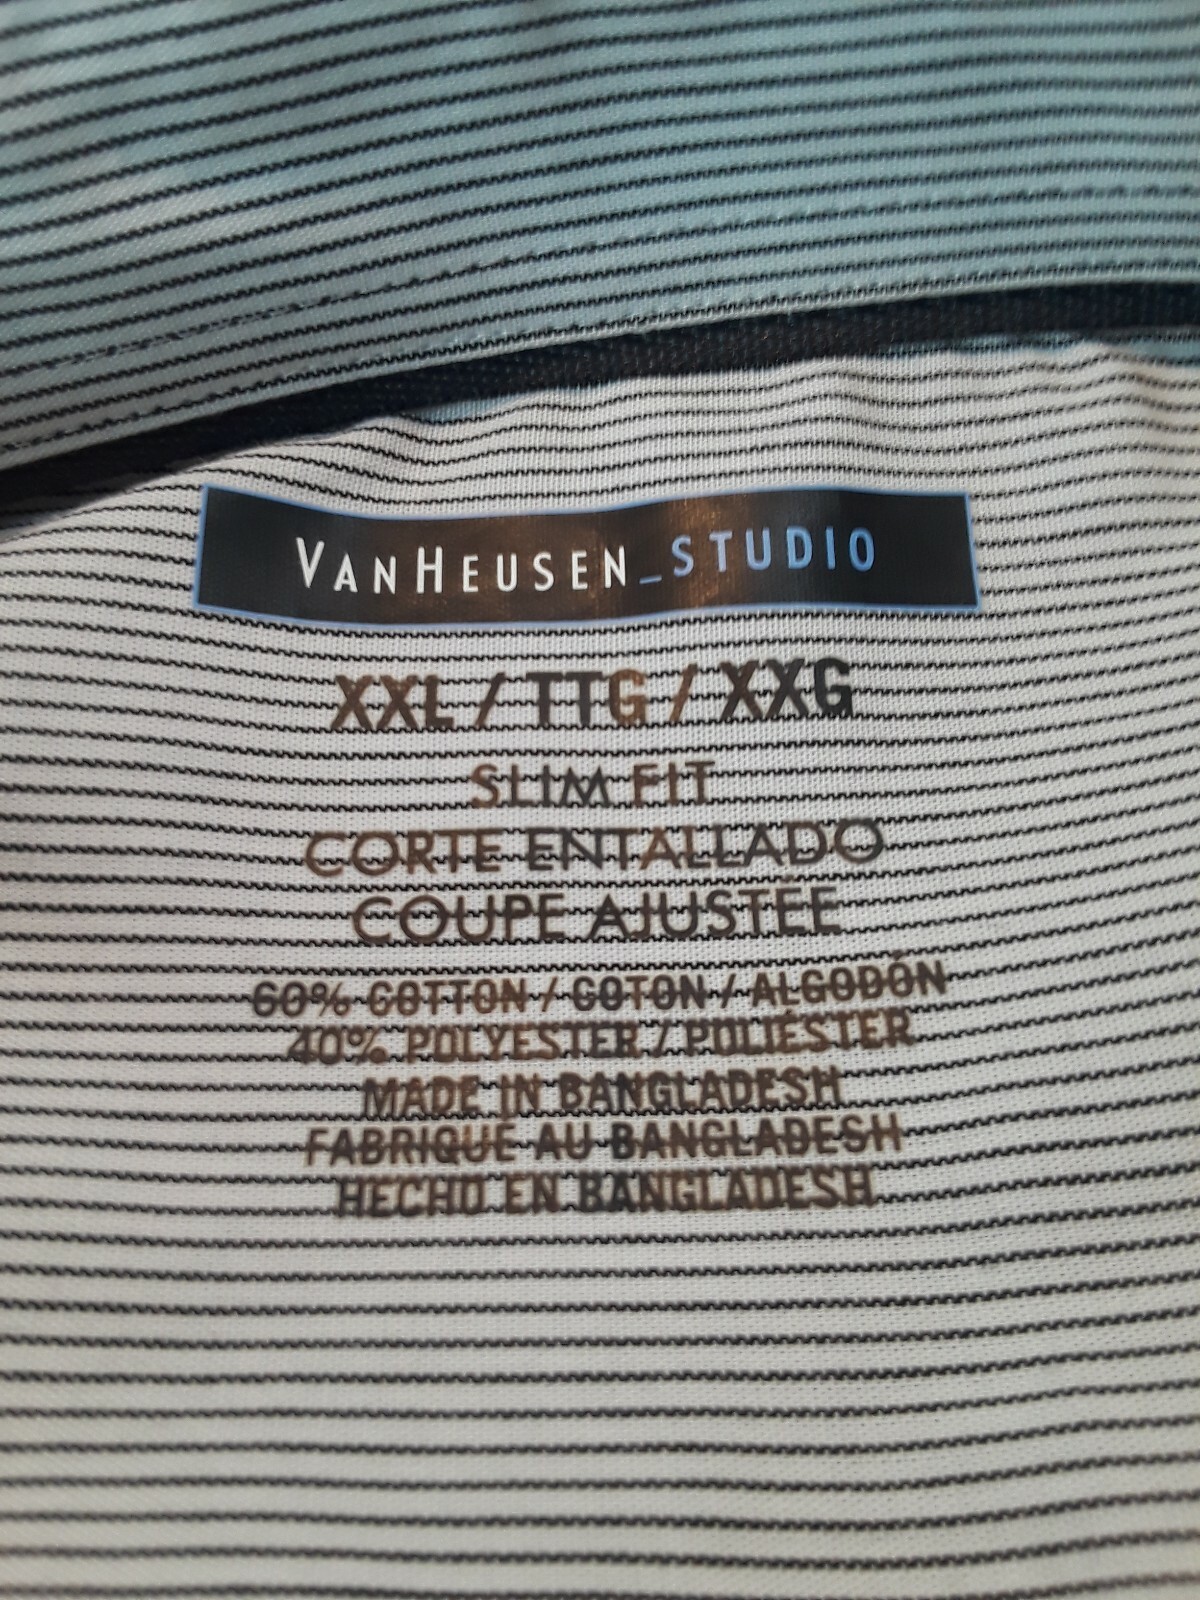 VANHEUSEN_STUDIO
XXL / TTG / XXG
SLIM FIT
CORTE ENTALLADO
COUPE AJUSTÉE
60% COTTON / COTON / ALGODÓN
40% POLYESTER / POLIÉSTER
MADE IN BANGLADESH
FABRIQUÉ AU BANGLADESH
HECHO EN BANGLADESH